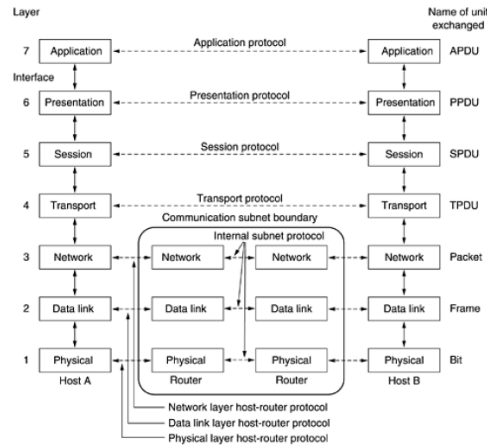 Layer
Name of unit
exchanged
7 Application Application protocol Application APDU
Interface
6 Presentation Presentation protocol Presentation PPDU
5 Session Session protocol Session SPDU
4 Transport Transport protocol Transport TPDU
Communication subnet boundary
Internal subnet protocol
3 Network Network Network Network Packet
2 Data link Data link Data link Data link Frame
1 Physical Physical Physical Physical Bit
Host A Router Router Host B
Network layer host-router protocol
Data link layer host-router protocol
Physical layer host-router protocol